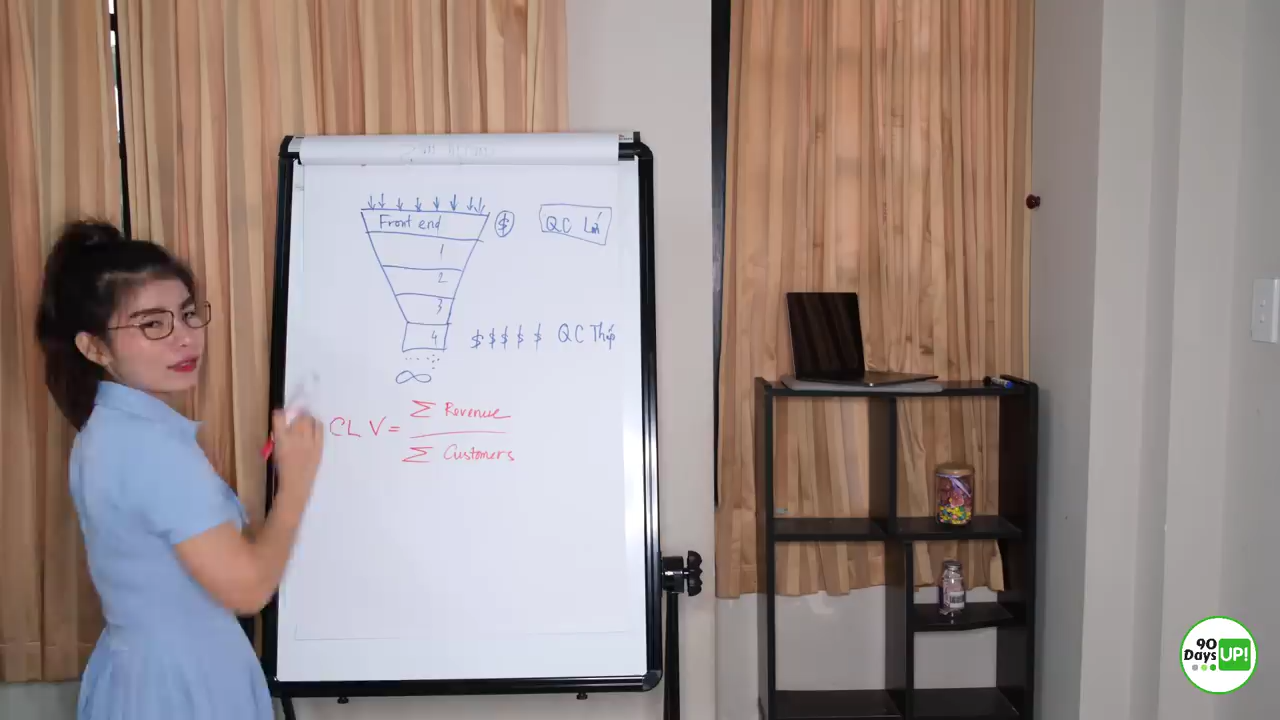 Front end $ QC Lớn
1
2
3
4 $ $ $ $ $ QC Thấp
∞
CLV = Σ Revenue
Σ Customers
90
Days UP!